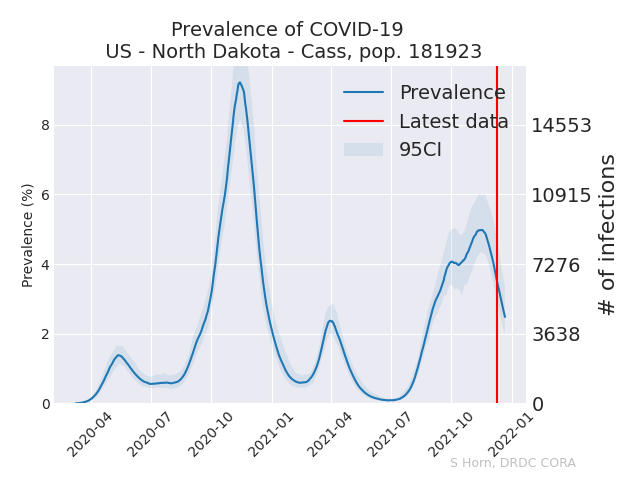 Prevalence of COVID-19
US - North Dakota - Cass, pop. 181923
Prevalence (%)
8
6
4
2
0
Prevalence
Latest data
95CI
14553
10915
7276
3638
0
# of infections
2020-04
2020-07
2020-10
2021-01
2021-04
2021-07
2021-10
2022-01
S Horn, DRDC CORA